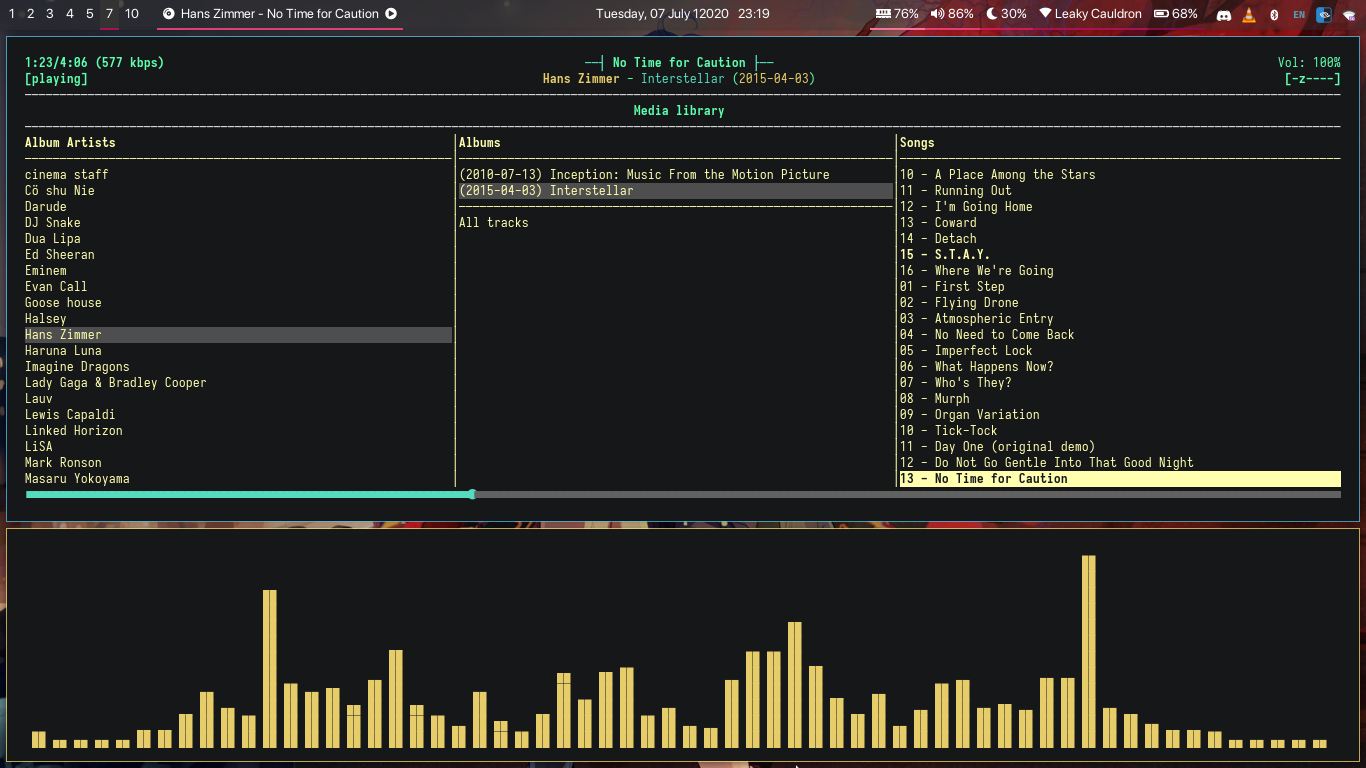 1 2 3 4 5 7 10 Hans Zimmer - No Time for Caution Tuesday, 07 July 12020 23:19 76% 86% 30% Leaky Cauldron 68% EN
1:23/4:06 (577 kbps) ──┤ No Time for Caution ├── Vol: 100%
[playing] Hans Zimmer - Interstellar (2015-04-03) [-z----]
Media library
Album Artists
cinema staff
Cö shu Nie
Darude
DJ Snake
Dua Lipa
Ed Sheeran
Eminem
Evan Call
Goose house
Halsey
Hans Zimmer
Haruna Luna
Imagine Dragons
Lady Gaga & Bradley Cooper
Lauv
Lewis Capaldi
Linked Horizon
LiSA
Mark Ronson
Masaru Yokoyama
Albums
(2010-07-13) Inception: Music From the Motion Picture
(2015-04-03) Interstellar
All tracks
Songs
10 - A Place Among the Stars
11 - Running Out
12 - I'm Going Home
13 - Coward
14 - Detach
15 - S.T.A.Y.
16 - Where We're Going
01 - First Step
02 - Flying Drone
03 - Atmospheric Entry
04 - No Need to Come Back
05 - Imperfect Lock
06 - What Happens Now?
07 - Who's They?
08 - Murph
09 - Organ Variation
10 - Tick-Tock
11 - Day One (original demo)
12 - Do Not Go Gentle Into That Good Night
13 - No Time for Caution